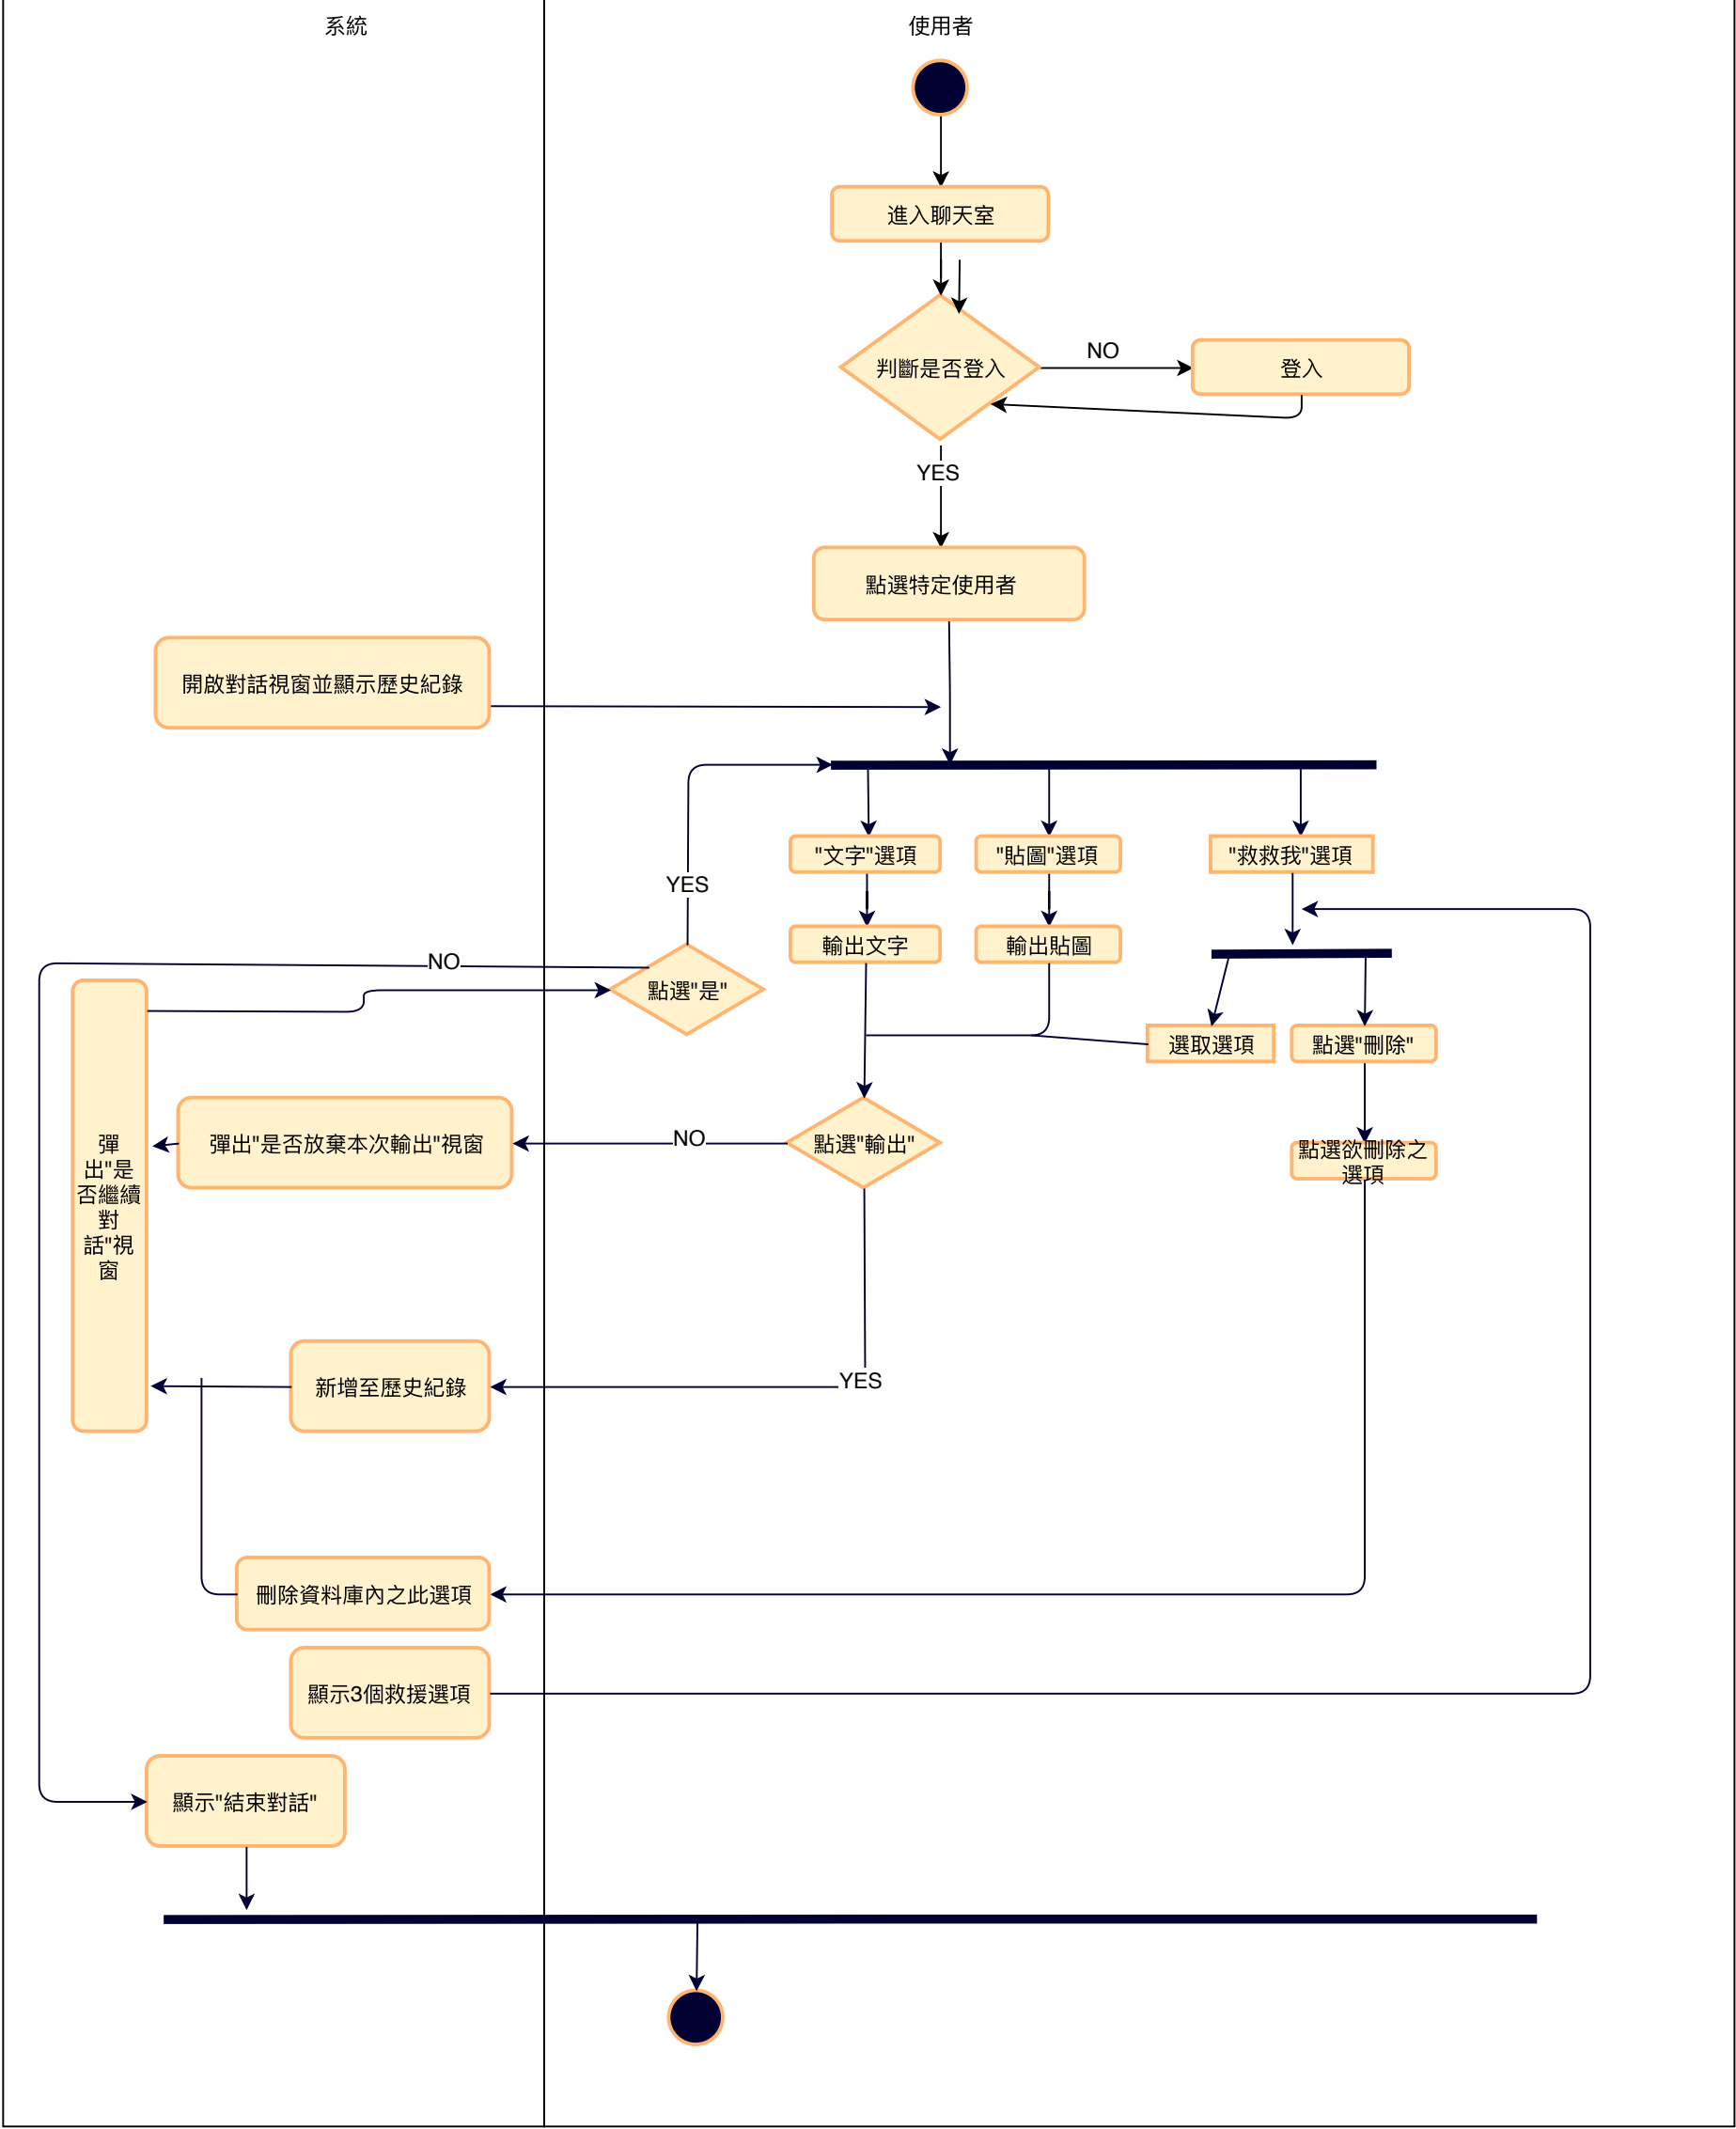 系統
使用者
進入聊天室
判斷是否登入
NO
登入
YES
點選特定使用者
開啟對話視窗並顯示歷史紀錄
"文字"選項
"貼圖"選項
"救救我"選項
YES
輸出文字
輸出貼圖
NO
點選"是"
選取選項
點選"刪除"
彈
出"是
否繼續
對
話"視
窗
彈出"是否放棄本次輸出"視窗
NO
點選"輸出"
點選欲刪除之
選項
新增至歷史紀錄
YES
刪除資料庫內之此選項
顯示3個救援選項
顯示"結束對話"